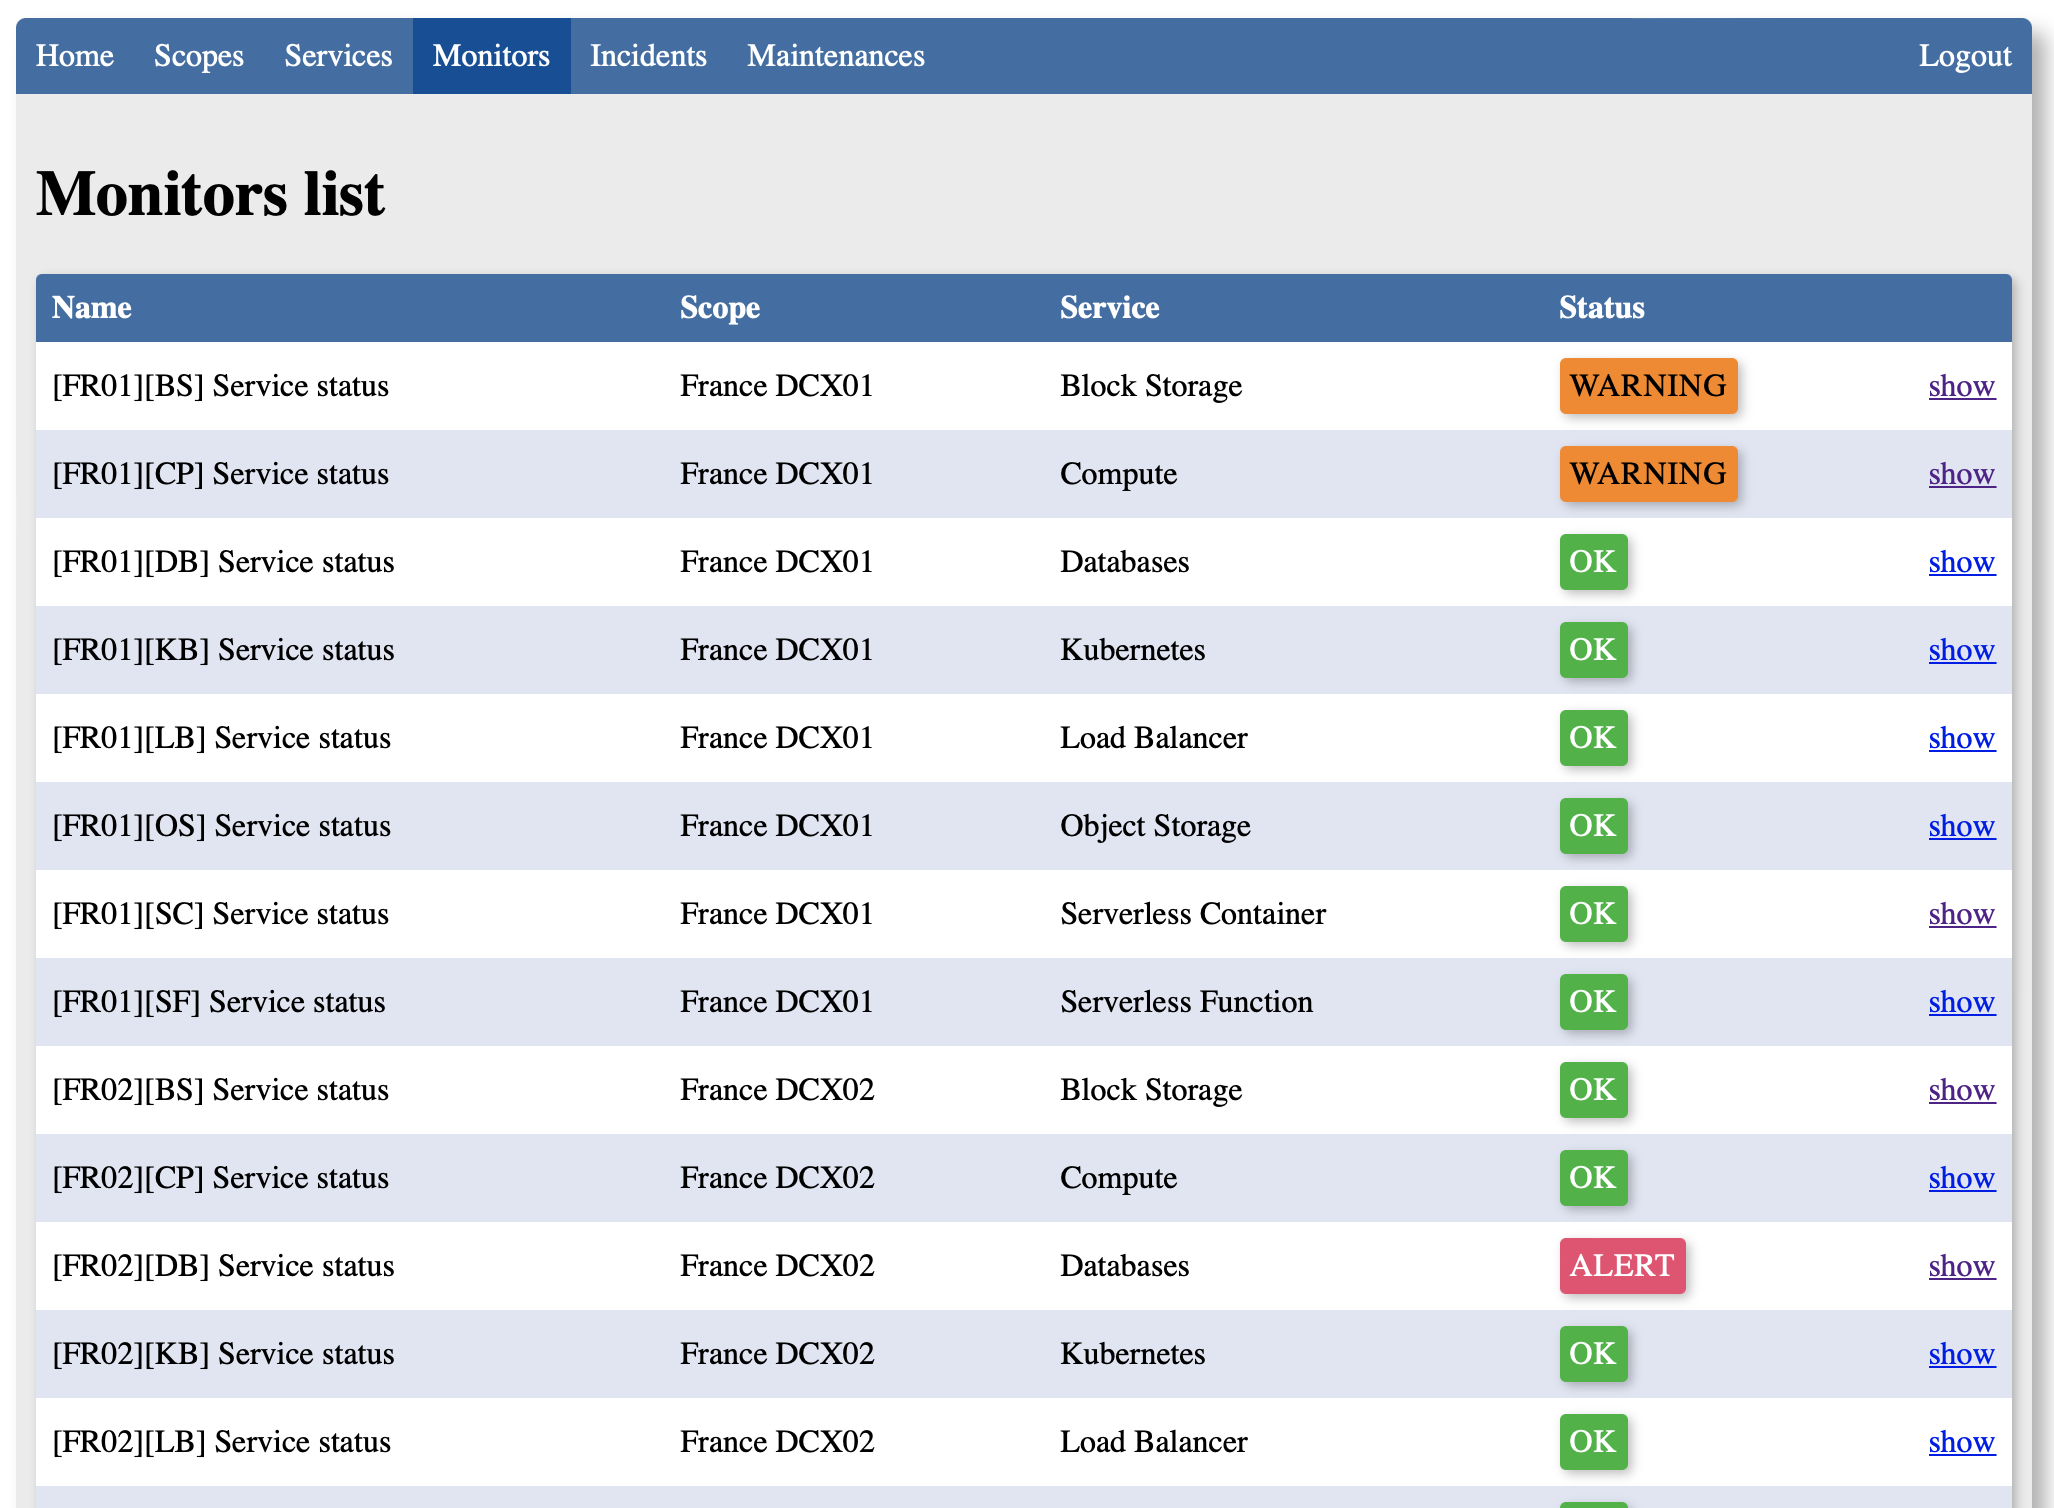 Home Scopes Services Monitors Incidents Maintenances Logout
Monitors list
Name Scope Service Status
[FR01][BS] Service status France DCX01 Block Storage WARNING show
[FR01][CP] Service status France DCX01 Compute WARNING show
[FR01][DB] Service status France DCX01 Databases OK show
[FR01][KB] Service status France DCX01 Kubernetes OK show
[FR01][LB] Service status France DCX01 Load Balancer OK show
[FR01][OS] Service status France DCX01 Object Storage OK show
[FR01][SC] Service status France DCX01 Serverless Container OK show
[FR01][SF] Service status France DCX01 Serverless Function OK show
[FR02][BS] Service status France DCX02 Block Storage OK show
[FR02][CP] Service status France DCX02 Compute OK show
[FR02][DB] Service status France DCX02 Databases ALERT show
[FR02][KB] Service status France DCX02 Kubernetes OK show
[FR02][LB] Service status France DCX02 Load Balancer OK show